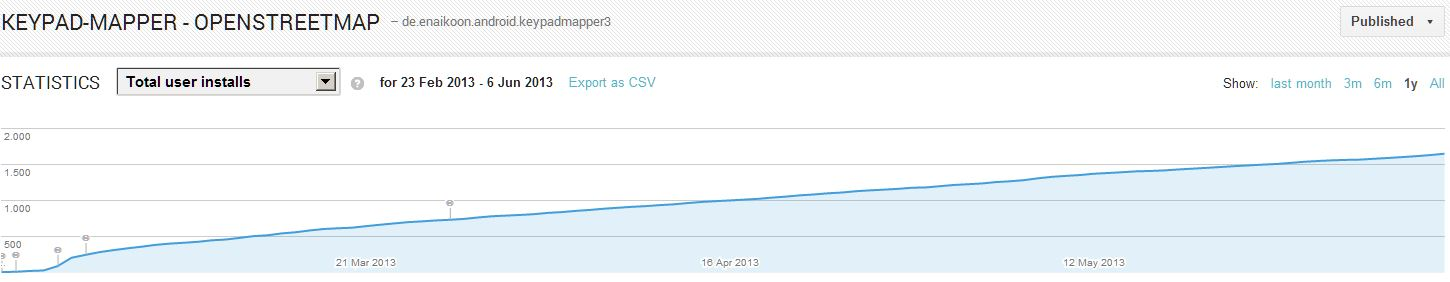 KEYPAD-MAPPER - OPENSTREETMAP – de.enaikoon.android.keypadmapper3 Published
STATISTICS Total user installs ? for 23 Feb 2013 - 6 Jun 2013 Export as CSV Show: last month 3m 6m 1y All
2.000
1.500
1.000
500
21 Mar 2013 16 Apr 2013 12 May 2013